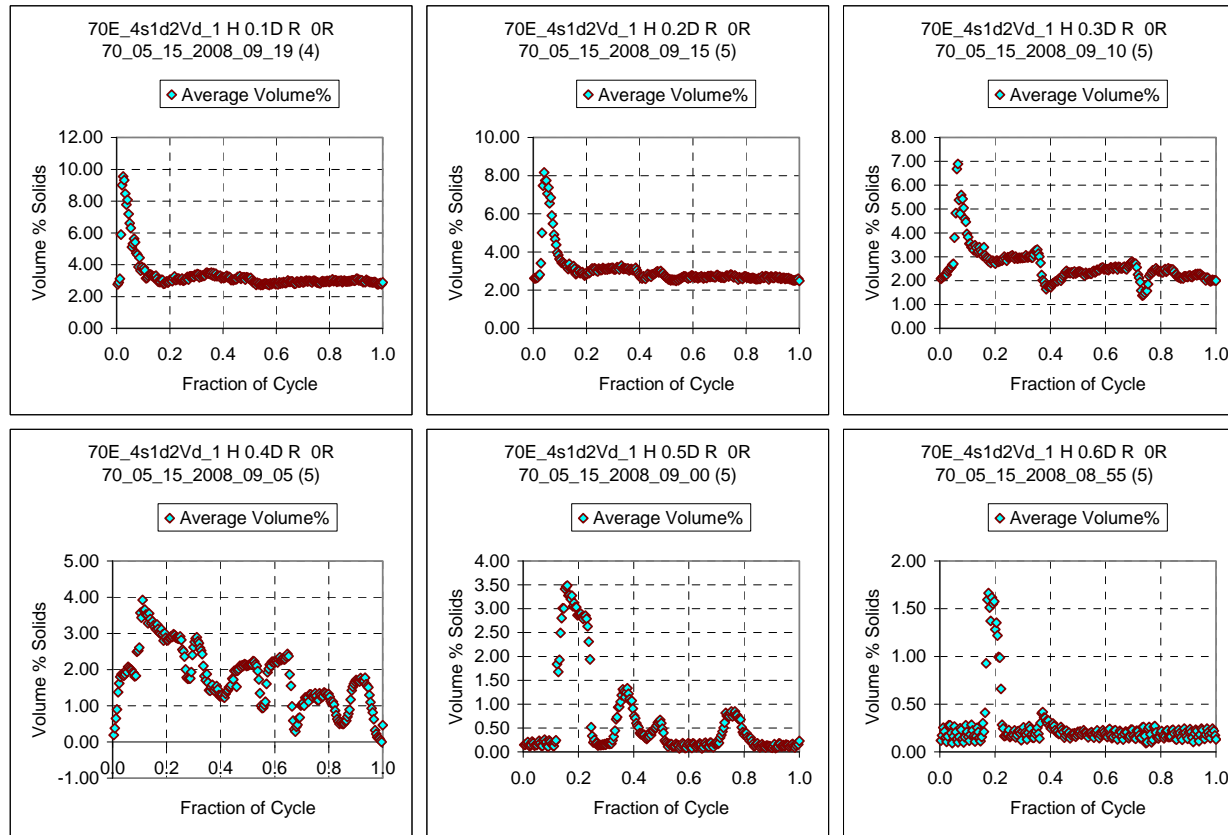 70E_4s1d2Vd_1 H 0.1D R 0R
70_05_15_2008_09_19 (4)
Average Volume%
12.00
10.00
8.00
6.00
4.00
2.00
0.00
Volume % Solids
0.0 0.2 0.4 0.6 0.8 1.0
Fraction of Cycle
70E_4s1d2Vd_1 H 0.2D R 0R
70_05_15_2008_09_15 (5)
Average Volume%
10.00
8.00
6.00
4.00
2.00
0.00
Volume % Solids
0.0 0.2 0.4 0.6 0.8 1.0
Fraction of Cycle
70E_4s1d2Vd_1 H 0.3D R 0R
70_05_15_2008_09_10 (5)
Average Volume%
8.00
7.00
6.00
5.00
4.00
3.00
2.00
1.00
0.00
Volume % Solids
0.0 0.2 0.4 0.6 0.8 1.0
Fraction of Cycle
70E_4s1d2Vd_1 H 0.4D R 0R
70_05_15_2008_09_05 (5)
Average Volume%
5.00
4.00
3.00
2.00
1.00
0.00
-1.00
Volume % Solids
0.0 0.2 0.4 0.6 0.8 1.0
Fraction of Cycle
70E_4s1d2Vd_1 H 0.5D R 0R
70_05_15_2008_09_00 (5)
Average Volume%
4.00
3.50
3.00
2.50
2.00
1.50
1.00
0.50
0.00
Volume % Solids
0.0 0.2 0.4 0.6 0.8 1.0
Fraction of Cycle
70E_4s1d2Vd_1 H 0.6D R 0R
70_05_15_2008_08_55 (5)
Average Volume%
2.00
1.50
1.00
0.50
0.00
Volume % Solids
0.0 0.2 0.4 0.6 0.8 1.0
Fraction of Cycle